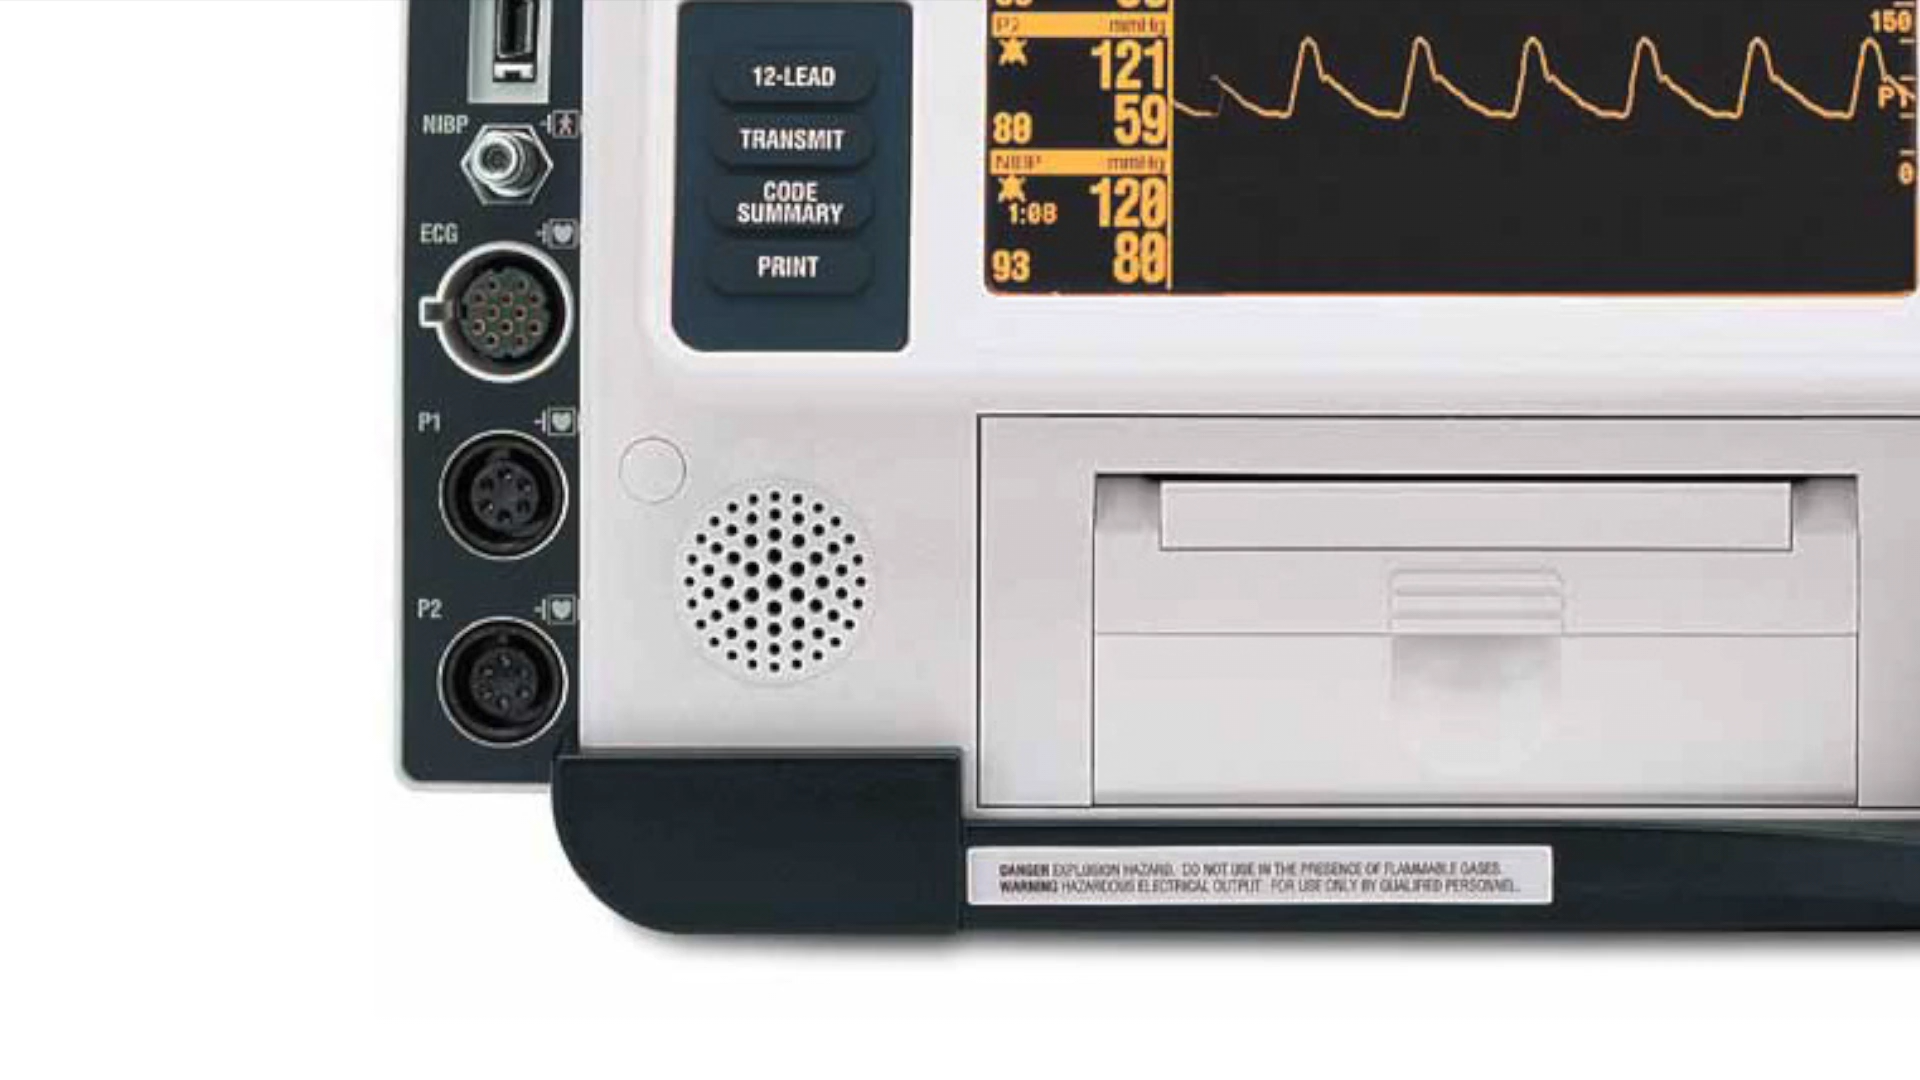 NIBP
ECG
P1
P2
12-LEAD
TRANSMIT
CODE
SUMMARY
PRINT
P2 mmHg
121
59
80
NIBP mmHg
1:08
120
80
93
150
P1
0
DANGER EXPLOSION HAZARD. DO NOT USE IN THE PRESENCE OF FLAMMABLE GASES.
WARNING HAZARDOUS ELECTRICAL OUTPUT. FOR USE ONLY BY QUALIFIED PERSONNEL.